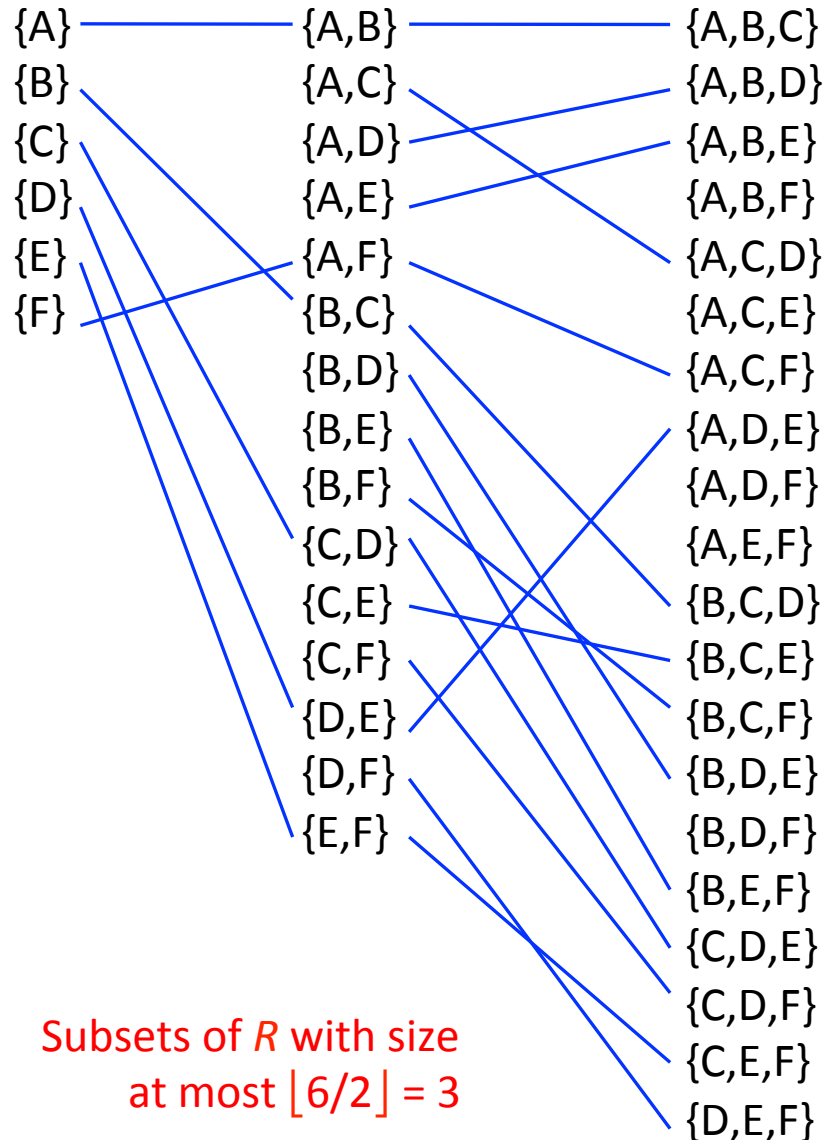 {A} {A,B} {A,B,C}
{B} {A,C} {A,B,D}
{C} {A,D} {A,B,E}
{D} {A,E} {A,B,F}
{E} {A,F} {A,C,D}
{F} {B,C} {A,C,E}
{B,D} {A,C,F}
{B,E} {A,D,E}
{B,F} {A,D,F}
{C,D} {A,E,F}
{C,E} {B,C,D}
{C,F} {B,C,E}
{D,E} {B,C,F}
{D,F} {B,D,E}
{E,F} {B,D,F}
{B,E,F}
{C,D,E}
{C,D,F}
{C,E,F}
{D,E,F}
Subsets of R with size
at most ⌊6/2⌋ = 3